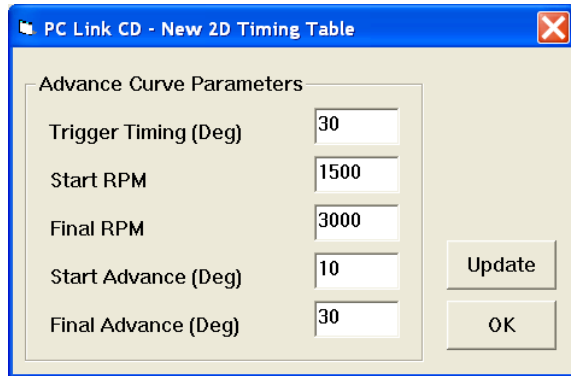 PC Link CD - New 2D Timing Table
Advance Curve Parameters
Trigger Timing (Deg) 30
Start RPM 1500
Final RPM 3000
Start Advance (Deg) 10
Final Advance (Deg) 30
Update
OK